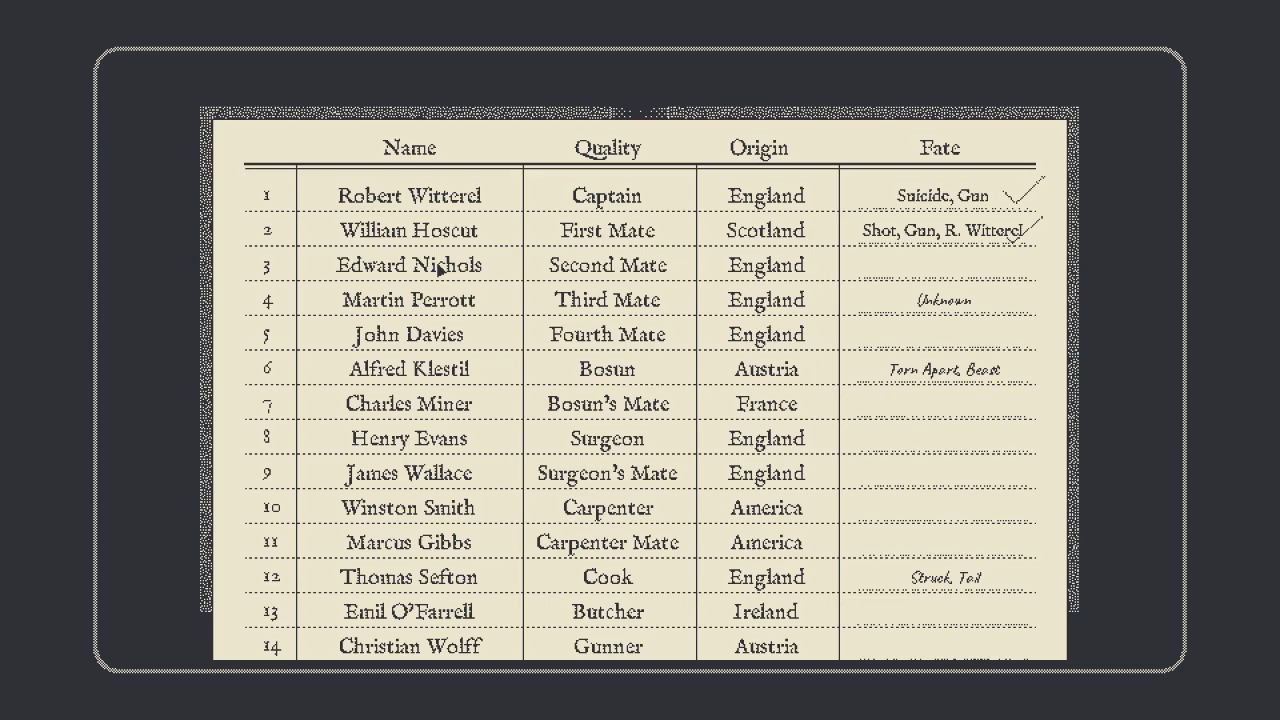 Name Quality Origin Fate
1 Robert Witterel Captain England Suicide, Gun
2 William Hoscut First Mate Scotland Shot, Gun, R. Witterel
3 Edward Nichols Second Mate England
4 Martin Perrott Third Mate England Unknown
5 John Davies Fourth Mate England
6 Alfred Klestil Bosun Austria Torn Apart, Beast
7 Charles Miner Bosun's Mate France
8 Henry Evans Surgeon England
9 James Wallace Surgeon's Mate England
10 Winston Smith Carpenter America
11 Marcus Gibbs Carpenter Mate America
12 Thomas Sefton Cook England Struck, Tail
13 Emil O'Farrell Butcher Ireland
14 Christian Wolff Gunner Austria